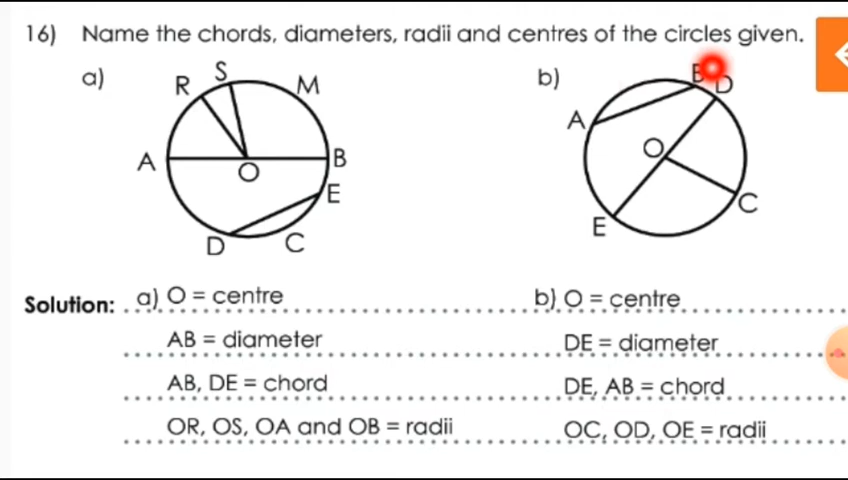 16) Name the chords, diameters, radii and centres of the circles given.
a) R S M
A O B
E
D C
b) B D
A
O
C
E
Solution: a) O = centre
AB = diameter
AB, DE = chord
OR, OS, OA and OB = radii
b) O = centre
DE = diameter
DE, AB = chord
OC, OD, OE = radii